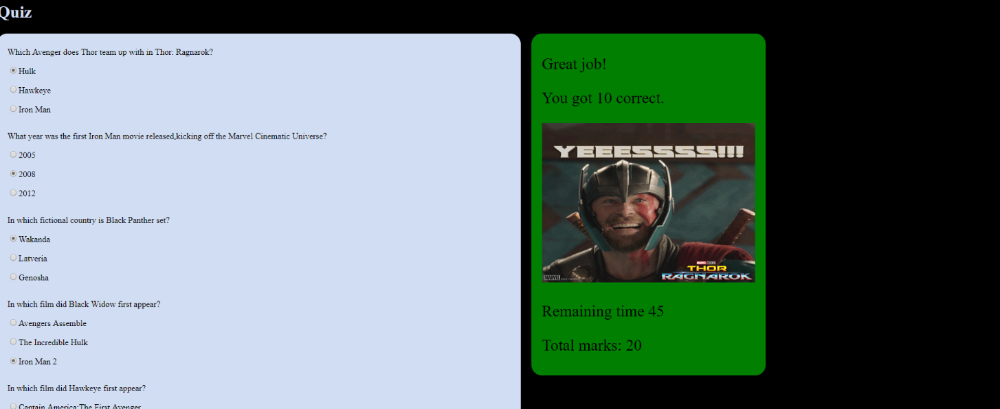 Quiz
Which Avenger does Thor team up with in Thor: Ragnarok?
Hulk
Hawkeye
Iron Man
What year was the first Iron Man movie released,kicking off the Marvel Cinematic Universe?
2005
2008
2012
In which fictional country is Black Panther set?
Wakanda
Latveria
Genosha
In which film did Black Widow first appear?
Avengers Assemble
The Incredible Hulk
Iron Man 2
In which film did Hawkeye first appear?
Captain America:The First Avenger
Great job!
You got 10 correct.
YEEESSSSS!!!
MARVEL STUDIOS
THOR
RAGNAROK
MARVEL
Remaining time 45
Total marks: 20